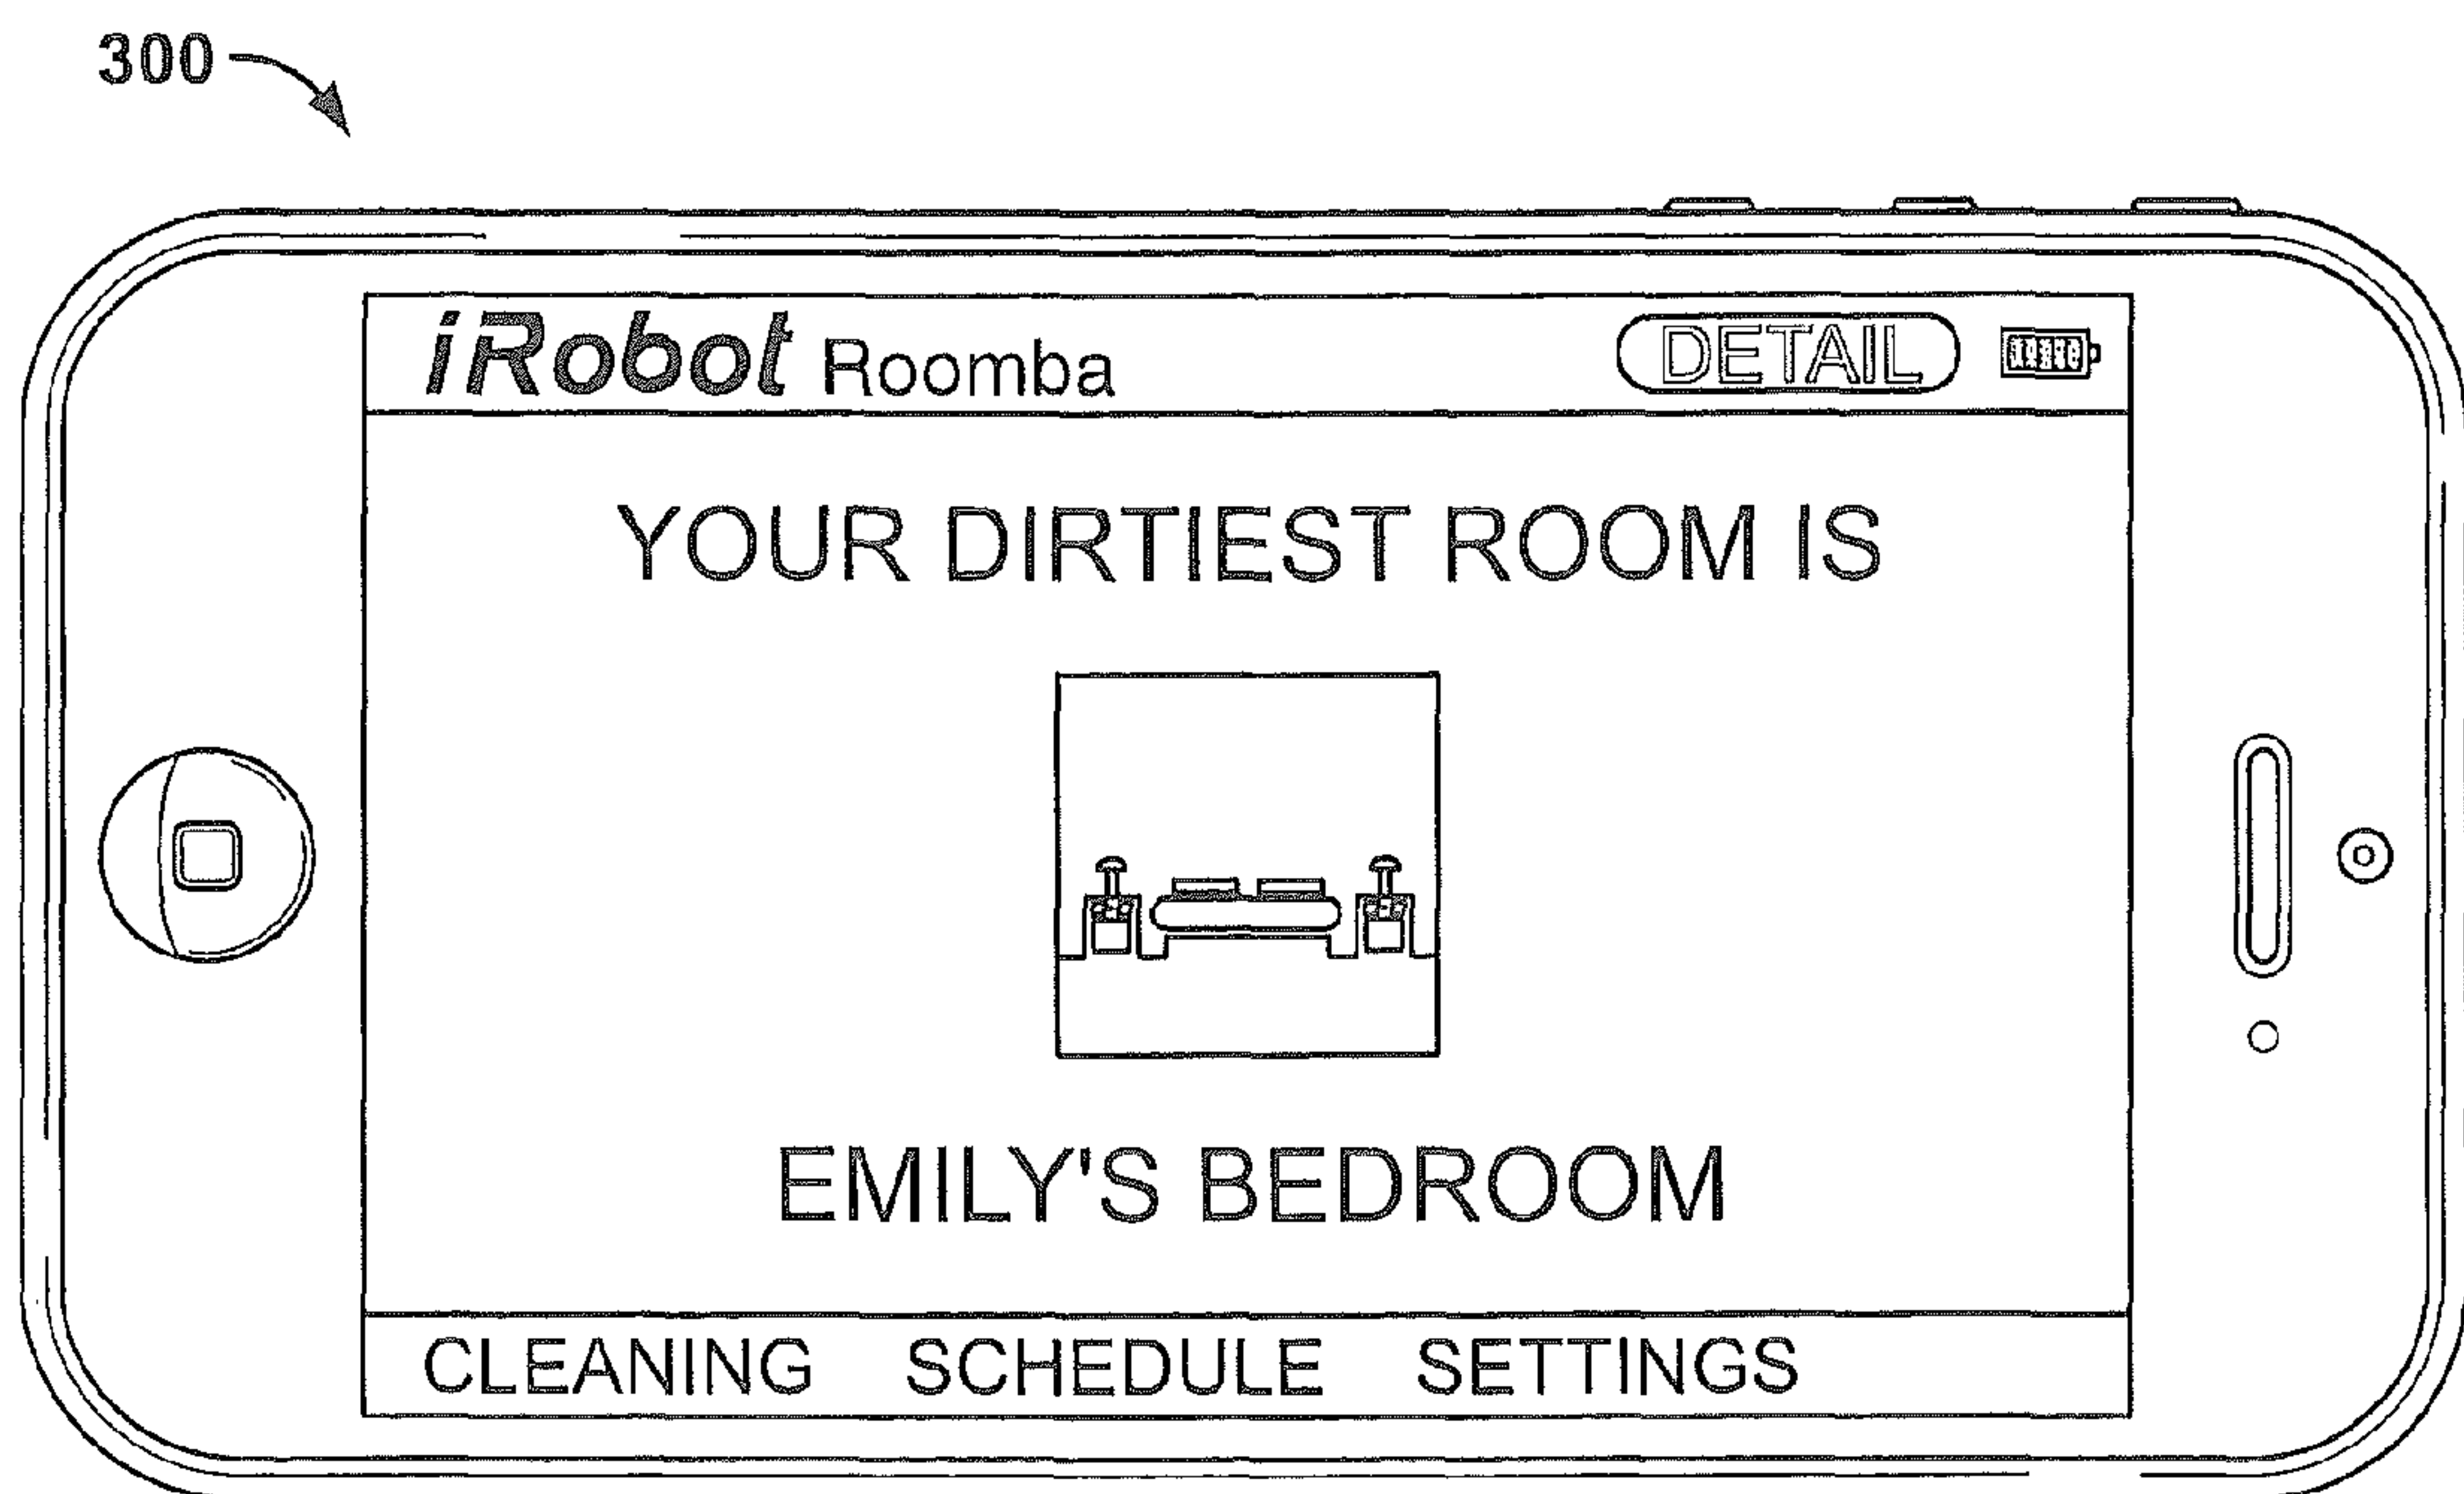 300
iRobot Roomba DETAIL
YOUR DIRTIEST ROOM IS
EMILY'S BEDROOM
CLEANING SCHEDULE SETTINGS